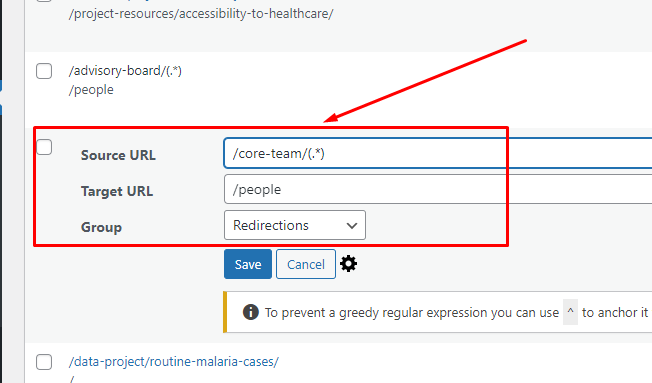 /project-resources/accessibility-to-healthcare/
/advisory-board/(.*)
/people
Source URL /core-team/(.*)
Target URL /people
Group Redirections
Save Cancel
To prevent a greedy regular expression you can use ^ to anchor it
/data-project/routine-malaria-cases/
/